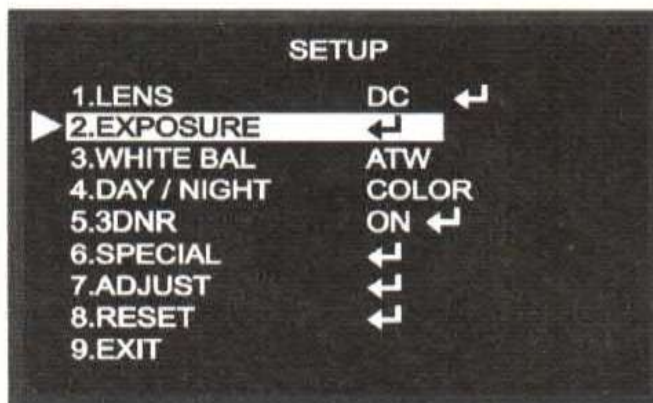 SETUP
1.LENS DC ↵
2.EXPOSURE ↵
3.WHITE BAL ATW
4.DAY / NIGHT COLOR
5.3DNR ON ↵
6.SPECIAL ↵
7.ADJUST ↵
8.RESET ↵
9.EXIT